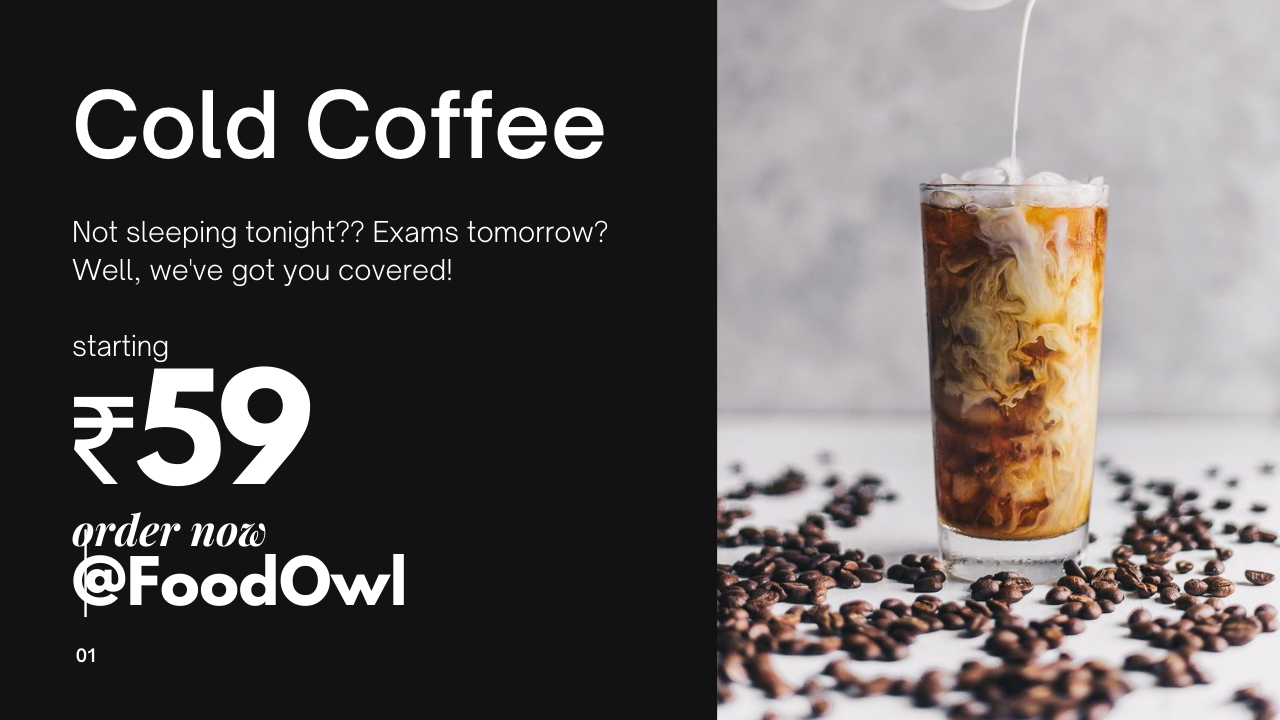 Cold Coffee
Not sleeping tonight?? Exams tomorrow?
Well, we've got you covered!
starting
₹59
order now
@FoodOwl
01